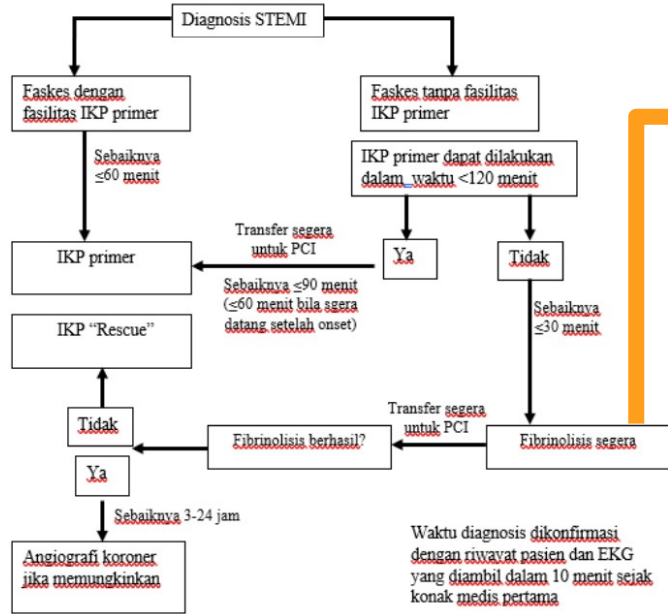 Diagnosis STEMI
Faskes dengan
fasilitas IKP primer
Faskes tanpa fasilitas
IKP primer
Sebaiknya
≤60 menit
IKP primer dapat dilakukan
dalam waktu <120 menit
IKP primer
Transfer segera
untuk PCI
Ya
Tidak
Sebaiknya ≤90 menit
(≤60 menit bila sgera
datang setelah onset)
Sebaiknya
≤30 menit
IKP “Rescue”
Tidak
Ya
Fibrinolisis berhasil?
Transfer segera
untuk PCI
Fibrinolisis segera
Sebaiknya 3-24 jam
Angiografi koroner
jika memungkinkan
Waktu diagnosis dikonfirmasi
dengan riwayat pasien dan EKG
yang diambil dalam 10 menit sejak
konak medis pertama